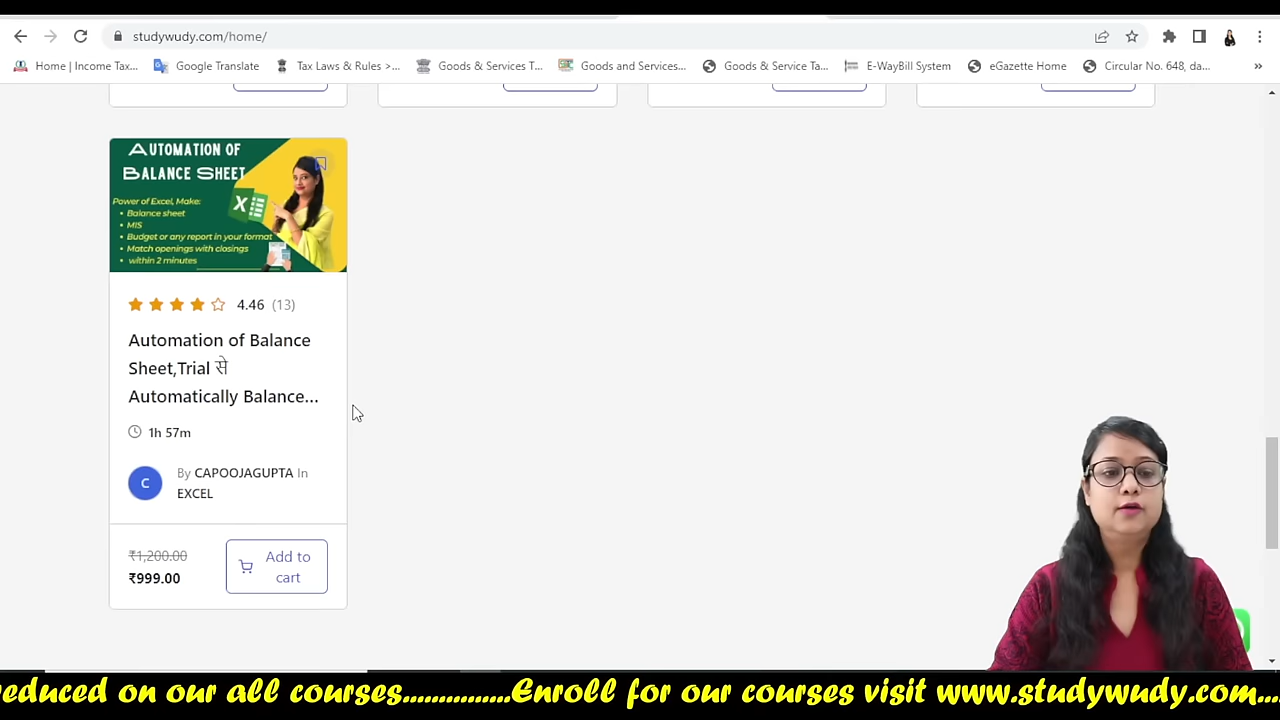 studywudy.com/home/
Home | Income Tax...
Google Translate
Tax Laws & Rules >...
Goods & Services T...
Goods and Services...
Goods & Service Ta...
E-WayBill System
eGazette Home
Circular No. 648, da...
»
AUTOMATION OF
BALANCE SHEET
Power of Excel, Make:
• Balance sheet
• MIS
• Budget or any report in your format
• Match openings with closings
• within 2 minutes
X
4.46 (13)
Automation of Balance
Sheet,Trial से
Automatically Balance...
1h 57m
C
By CAPOOJAGUPTA In
EXCEL
₹1,200.00
₹999.00
Add to
cart
educed on our all courses...............Enroll for our courses visit www.studywudy.com...